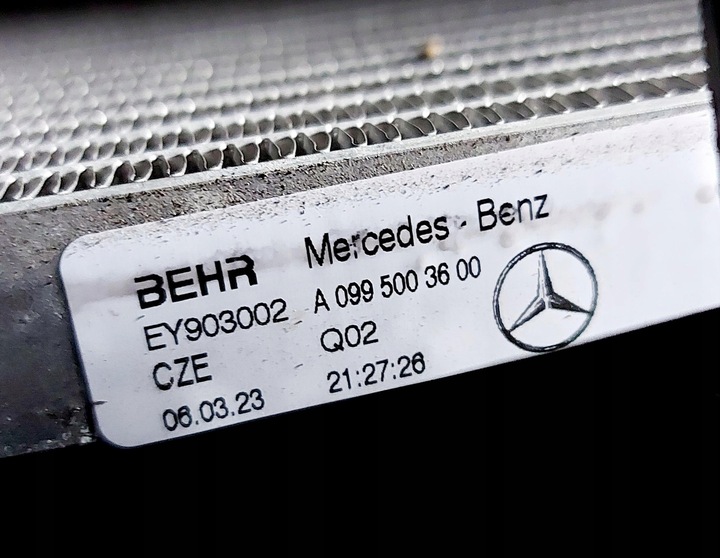 Mercedes - Benz
BEHR
A 099 500 36 00
EY903002
Q02
CZE
21:27:26
06.03.23